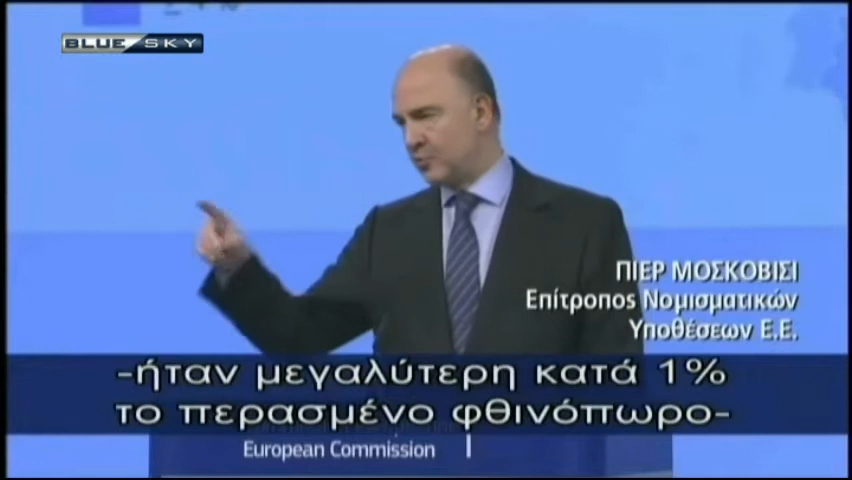 BLUE SKY
ΠΙΕΡ ΜΟΣΚΟΒΙΣΙ
Επίτροπος Νομισματικών
Υποθέσεων Ε.Ε.
-ήταν μεγαλύτερη κατά 1%
το περασμένο φθινόπωρο-
European Commission